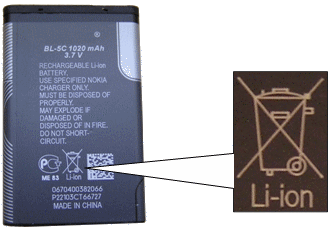 BL-5C 1020 mAh
3.7 V
RECHARGEABLE Li-ion
BATTERY.
USE SPECIFIED NOKIA
CHARGER ONLY.
MUST BE DISPOSED OF
PROPERLY.
MAY EXPLODE IF
DAMAGED OR
DISPOSED OF IN FIRE.
DO NOT SHORT-
CIRCUIT.
Li-ion
ME 83
0670400382066
P22103CT66727
MADE IN CHINA
Li-ion